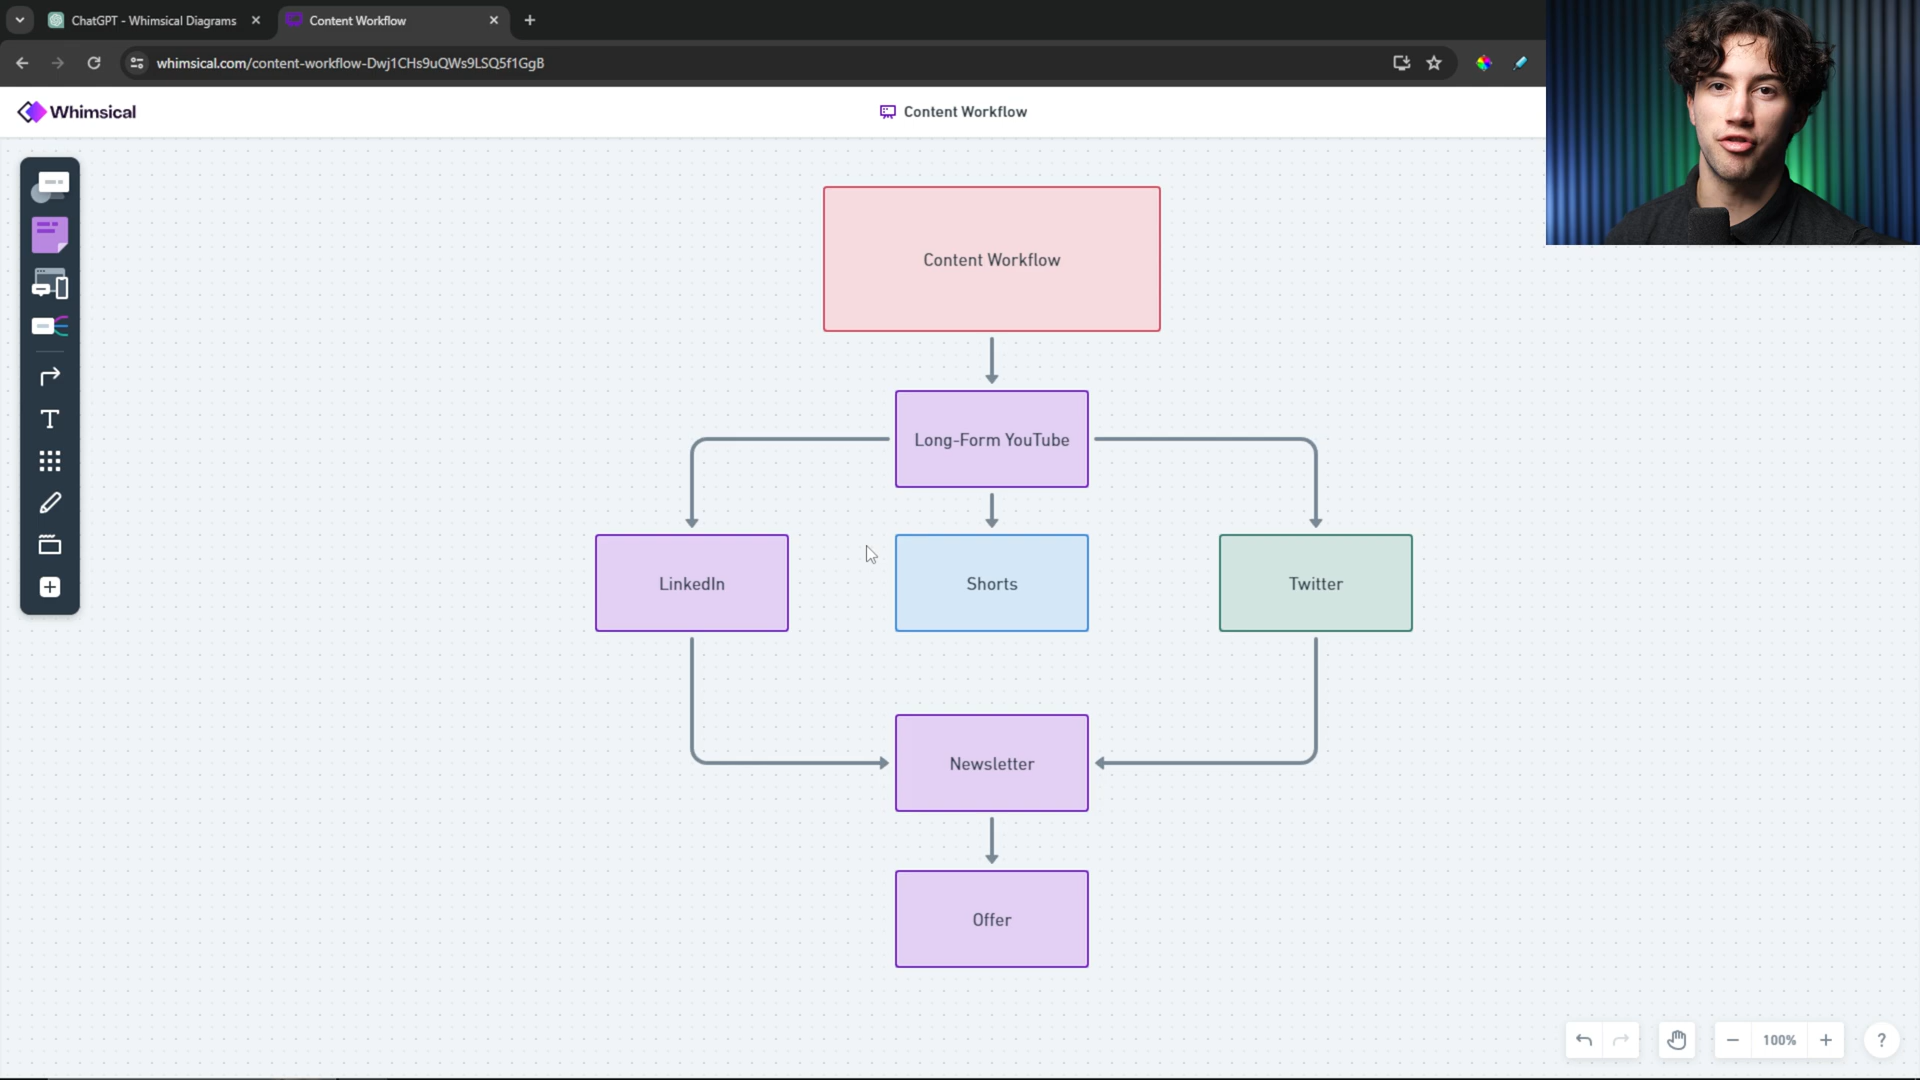 ChatGPT - Whimsical Diagrams
Content Workflow
whimsical.com/content-workflow-Dwj1CHs9uQWs9LSQ5f1GgB
Whimsical
Content Workflow
Content Workflow
Long-Form YouTube
LinkedIn
Shorts
Twitter
Newsletter
Offer
100%
?